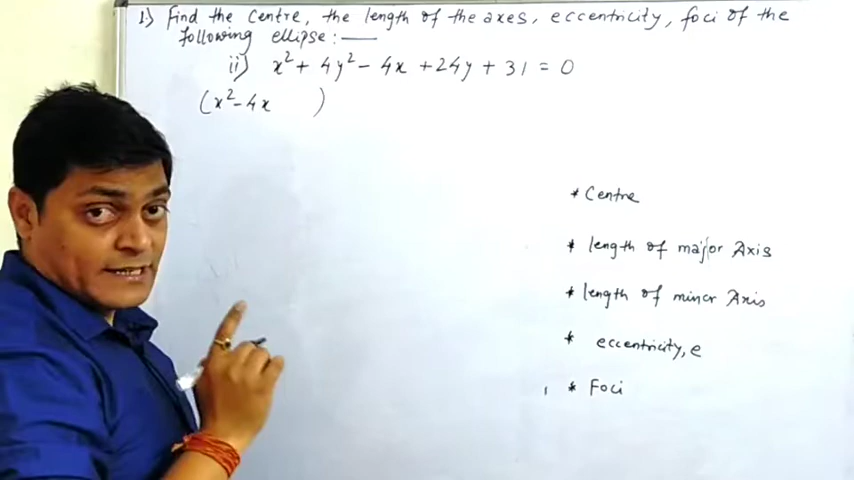 1) Find the Centre, the length of the axes, eccentricity, foci of the
following ellipse :—
ii) x² + 4y² - 4x + 24y + 31 = 0
(x² - 4x )
* Centre
* length of major Axis
* length of minor Axis
* eccentricity, e
* Foci